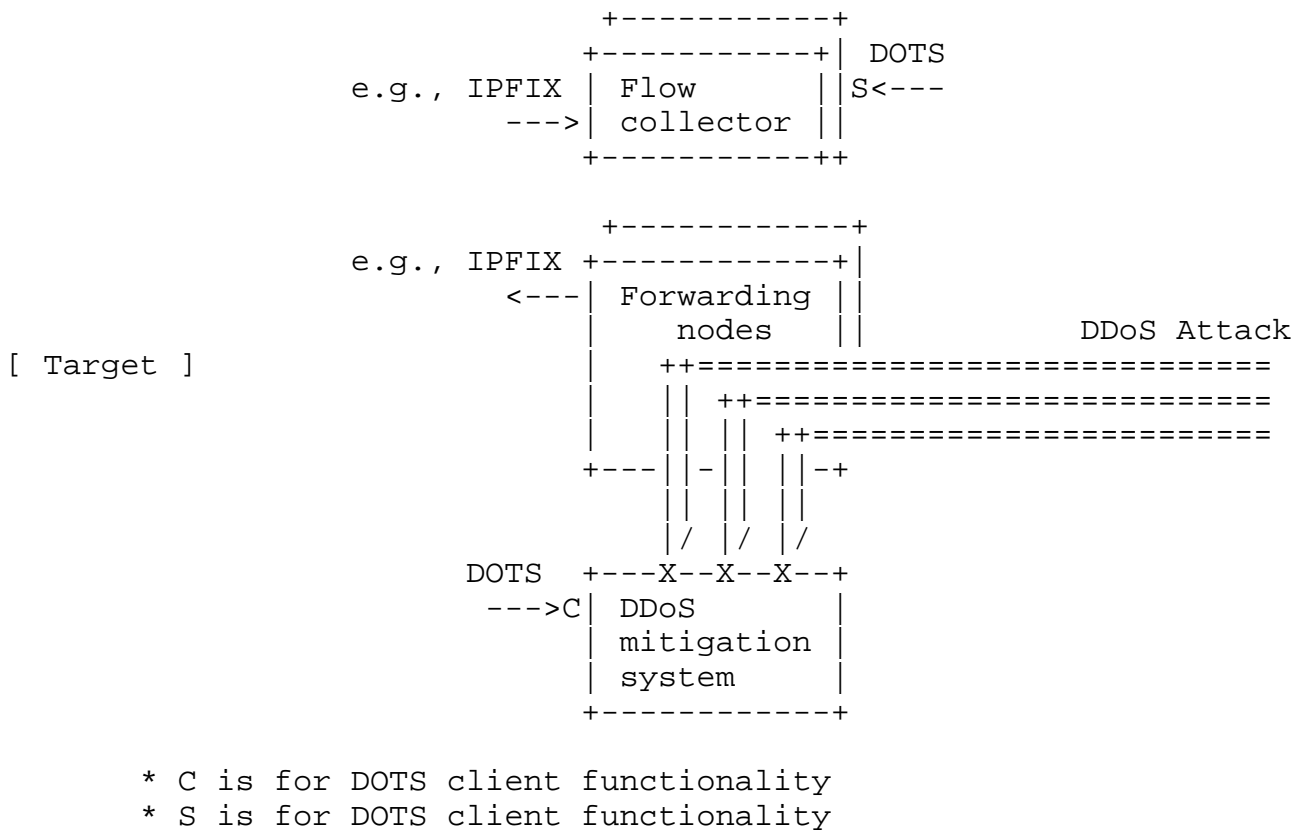 DOTS
e.g., IPFIX Flow S<---
---> collector
e.g., IPFIX
<--- Forwarding
nodes DDoS Attack
[ Target ]
X X X
DOTS
--->C DDoS
mitigation
system
* C is for DOTS client functionality
* S is for DOTS client functionality